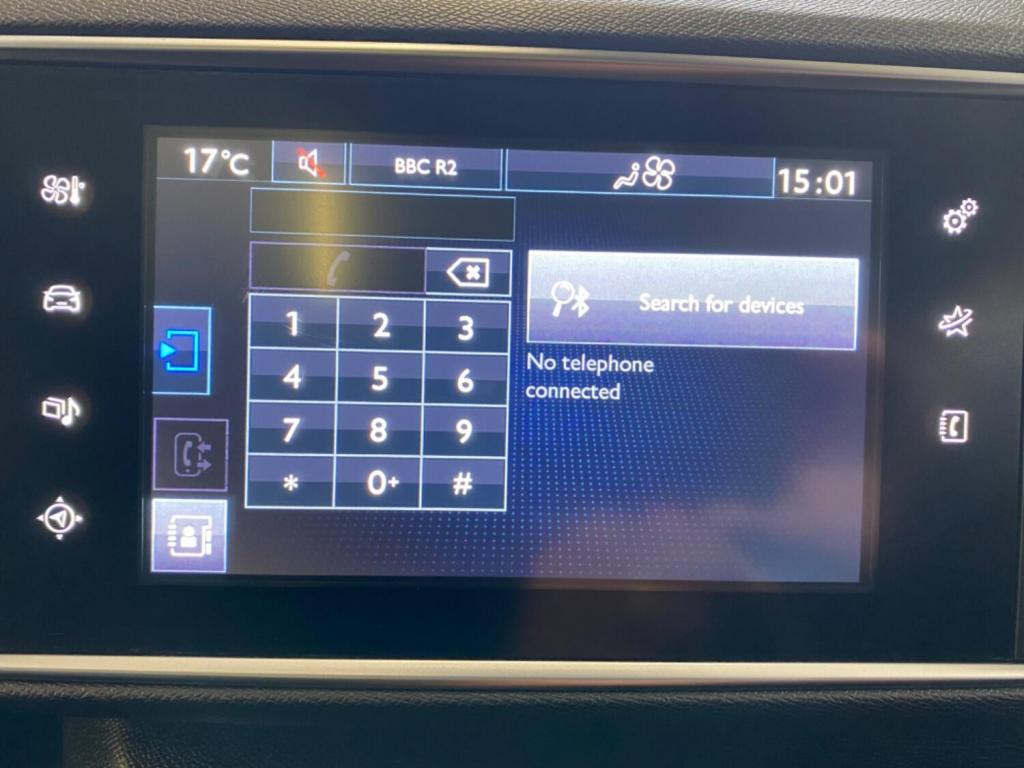 17°C BBC R2 15:01
Search for devices
No telephone
connected
1 2 3
4 5 6
7 8 9
* 0+ #